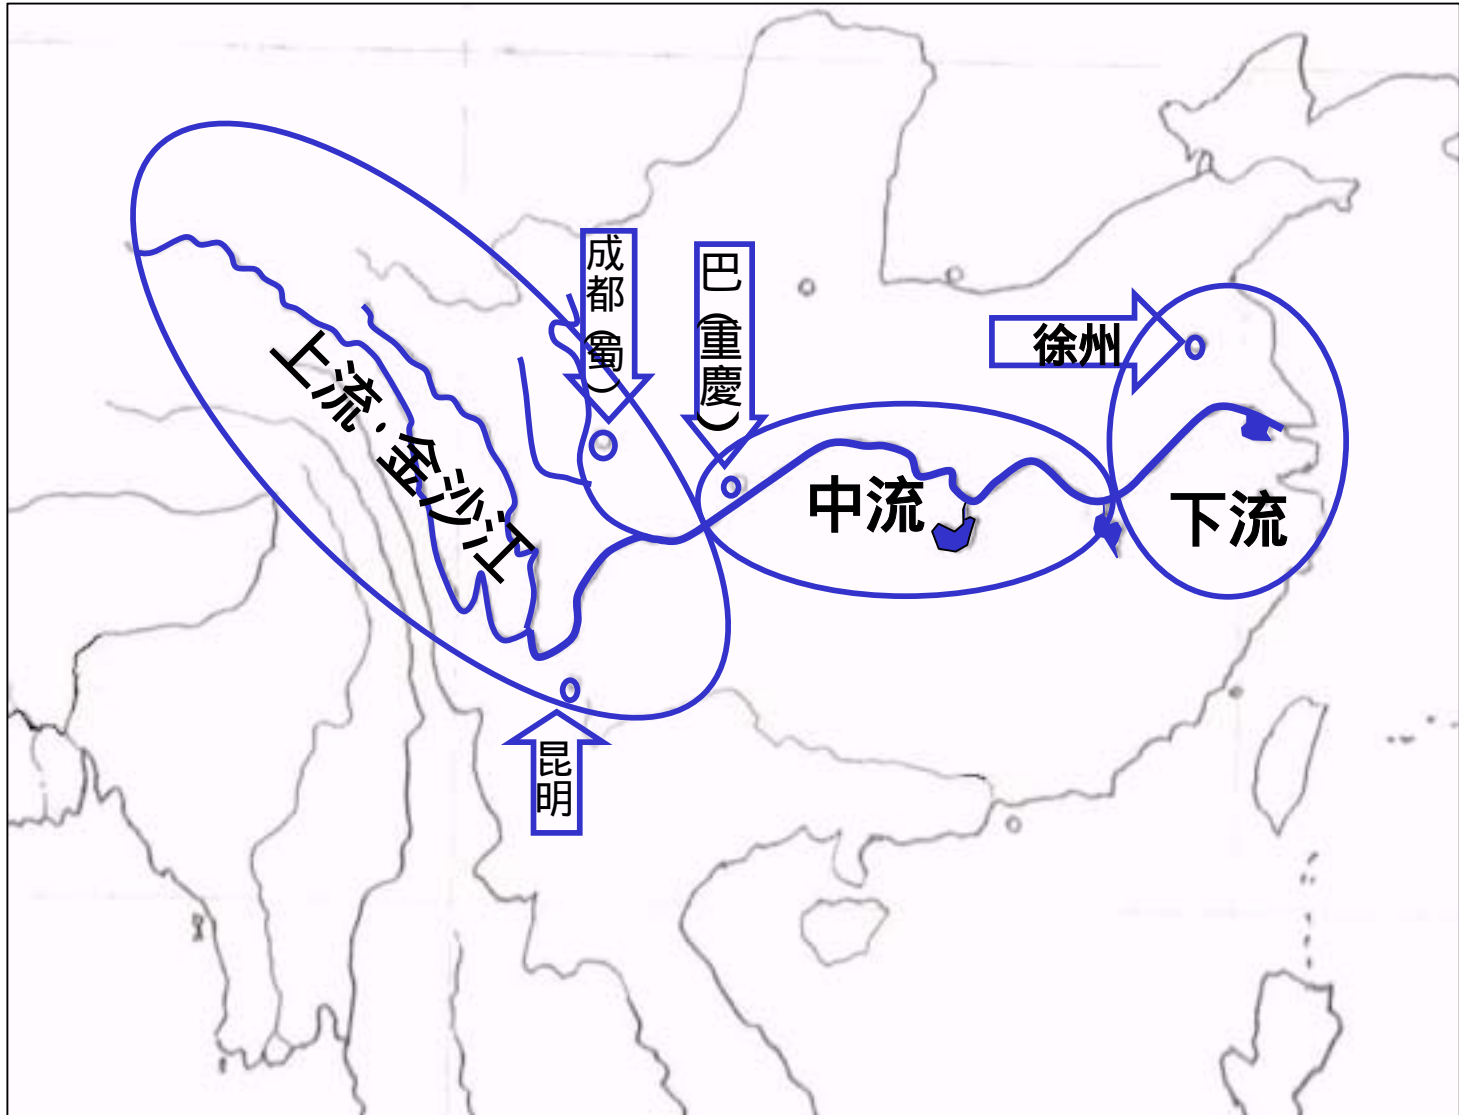 成都（蜀）
巴（重慶）
徐州
上流・金沙江
中流
下流
昆明